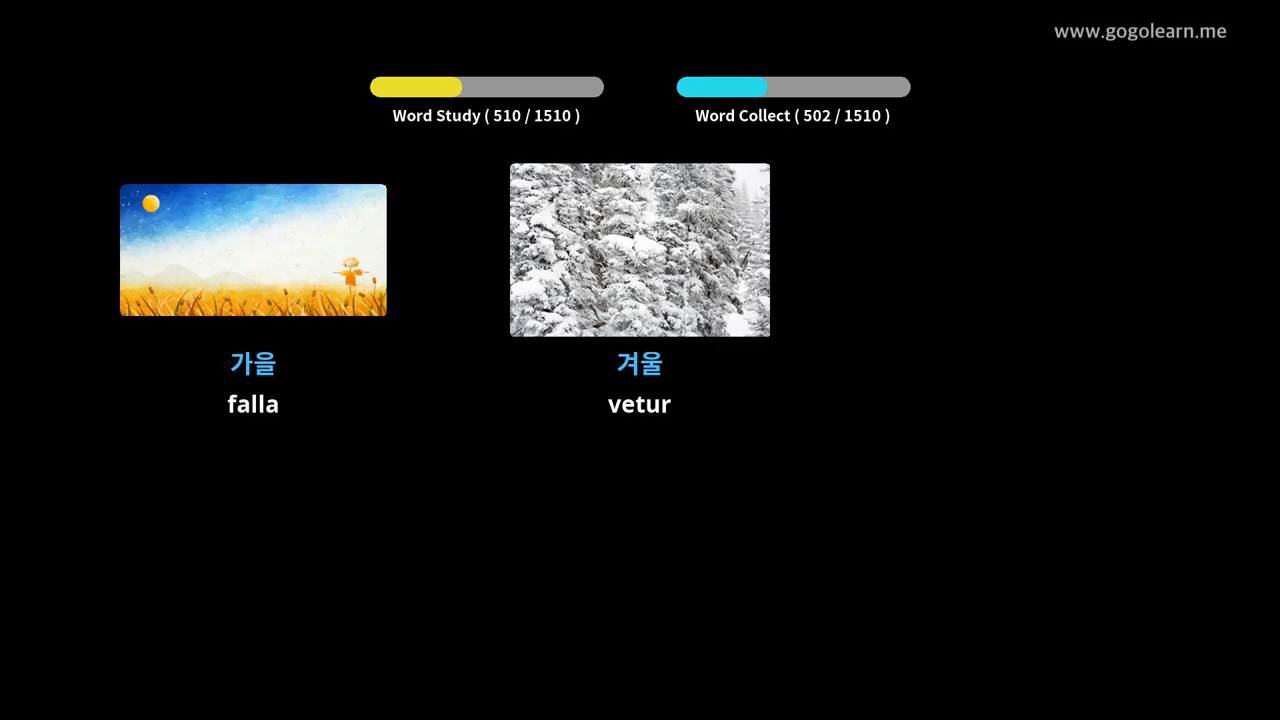 www.gogolearn.me
Word Study ( 510 / 1510 )
Word Collect ( 502 / 1510 )
가을
falla
겨울
vetur